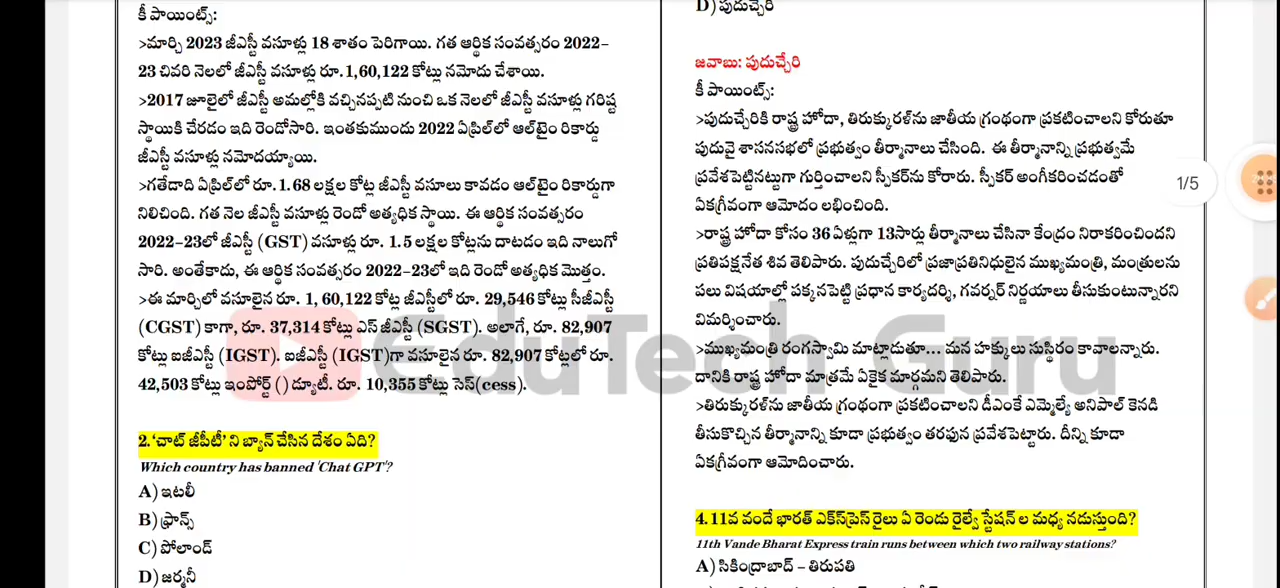 కీ పాయింట్స్:
>మార్చి 2023 జీఎస్టీ వసూళ్లు 18 శాతం పెరిగాయి. గత ఆర్థిక సంవత్సరం 2022-
23 చివరి నెలలో జీఎస్టీ వసూళ్లు రూ.1,60,122 కోట్లు నమోదు చేశాయి.
>2017 జూలైలో జీఎస్టీ అమల్లోకి వచ్చినప్పటి నుంచి ఒక నెలలో జీఎస్టీ వసూళ్లు గరిష్ట
స్థాయికి చేరడం ఇది రెండోసారి. ఇంతకుముందు 2022 ఏప్రిల్‌లో ఆల్‌టైం రికార్డు
జీఎస్టీ వసూళ్లు నమోదయ్యాయి.
>గతేడాది ఏప్రిల్‌లో రూ.1.68 లక్షల కోట్ల జీఎస్టీ వసూలు కావడం ఆల్‌టైం రికార్డుగా
నిలిచింది. గత నెల జీఎస్టీ వసూళ్లు రెండో అత్యధిక స్థాయి. ఈ ఆర్థిక సంవత్సరం
2022-23లో జీఎస్టీ (GST) వసూళ్లు రూ. 1.5 లక్షల కోట్లను దాటడం ఇది నాలుగో
సారి. అంతేకాదు, ఈ ఆర్థిక సంవత్సరం 2022-23లో ఇది రెండో అత్యధిక మొత్తం.
>ఈ మార్చిలో వసూలైన రూ. 1, 60,122 కోట్ల జీఎస్టీలో రూ. 29,546 కోట్లు సీజీఎస్టీ
(CGST) కాగా, రూ. 37,314 కోట్లు ఎస్ జీఎస్టీ (SGST). అలాగే, రూ. 82,907
కోట్లు ఐజీఎస్టీ (IGST). ఐజీఎస్టీ (IGST)గా వసూలైన రూ. 82,907 కోట్లలో రూ.
42,503 కోట్లు ఇంపోర్ట్ () డ్యూటీ. రూ. 10,355 కోట్లు సెస్(cess).
2.‘చాట్ జీపీటీ’ ని బ్యాన్ చేసిన దేశం ఏది?
Which country has banned 'Chat GPT'?
A) ఇటలీ
B) ఫ్రాన్స్
C) పోలాండ్
D) జర్మనీ
D) పుదుచ్చేరి
జవాబు: పుదుచ్చేరి
కీ పాయింట్స్:
>పుదుచ్చేరికి రాష్ట్ర హోదా, తిరుక్కురళ్‌ను జాతీయ గ్రంథంగా ప్రకటించాలని కోరుతూ
పుదువై శాసనసభలో ప్రభుత్వం తీర్మానాలు చేసింది. ఈ తీర్మానాన్ని ప్రభుత్వమే
ప్రవేశపెట్టినట్టుగా గుర్తించాలని స్పీకర్‌ను కోరారు. స్పీకర్ అంగీకరించడంతో
ఏకగ్రీవంగా ఆమోదం లభించింది.
>రాష్ట్ర హోదా కోసం 36 ఏళ్లుగా 13సార్లు తీర్మానాలు చేసినా కేంద్రం నిరాకరించిందని
ప్రతిపక్షనేత శివ తెలిపారు. పుదుచ్చేరిలో ప్రజాప్రతినిధులైన ముఖ్యమంత్రి, మంత్రులను
పలు విషయాల్లో పక్కనపెట్టి ప్రధాన కార్యదర్శి, గవర్నర్ నిర్ణయాలు తీసుకుంటున్నారని
విమర్శించారు.
>ముఖ్యమంత్రి రంగస్వామి మాట్లాడుతూ... మన హక్కులు సుస్థిరం కావాలన్నారు.
దానికి రాష్ట్ర హోదా మాత్రమే ఏకైక మార్గమని తెలిపారు.
>తిరుక్కురళ్‌ను జాతీయ గ్రంథంగా ప్రకటించాలని డీఎంకే ఎమ్మెల్యే అనిపాల్ కెనడి
తీసుకొచ్చిన తీర్మానాన్ని కూడా ప్రభుత్వం తరఫున ప్రవేశపెట్టారు. దీన్ని కూడా
ఏకగ్రీవంగా ఆమోదించారు.
4.11వ వందే భారత్ ఎక్స్‌ప్రెస్ రైలు ఏ రెండు రైల్వే స్టేషన్ ల మధ్య నడుస్తుంది?
11th Vande Bharat Express train runs between which two railway stations?
A) సికింద్రాబాద్ – తిరుపతి
1/5
EduTech Guru